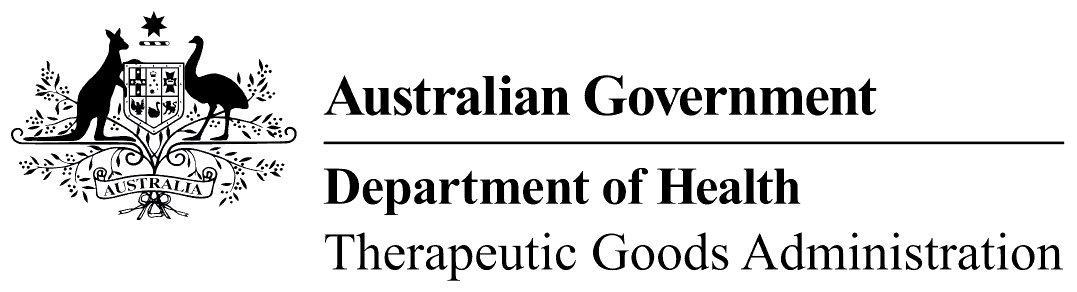 AUSTRALIA
Australian Government
Department of Health
Therapeutic Goods Administration